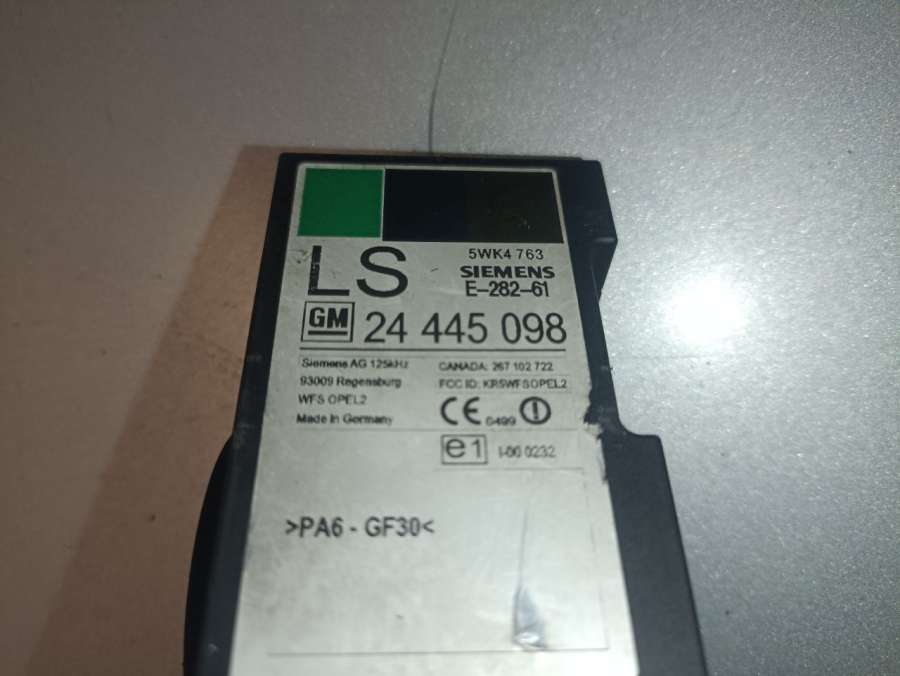 LS
5WK4 763
SIEMENS
E-282-61
GM 24 445 098
Siemens AG 125kHz
93009 Regensburg
WFS OPEL2
Made in Germany
CANADA: 267 102 722
FCC ID: KR5WFSOPEL2
CE 0499
e1 I-00 0232
>PA6 - GF30<